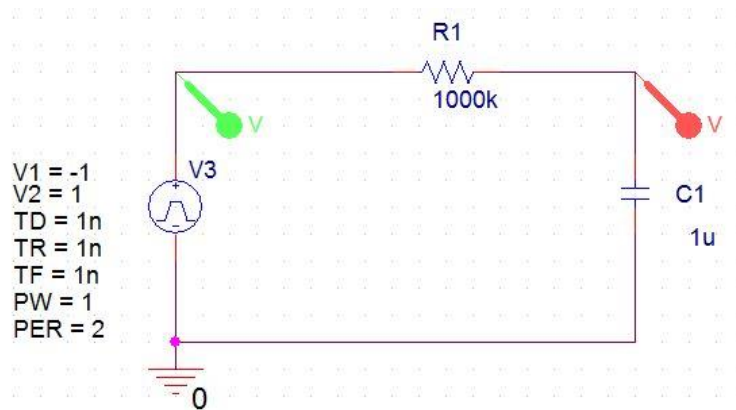 R1
1000k
V
V
V3
V1 = -1
V2 = 1
TD = 1n
TR = 1n
TF = 1n
PW = 1
PER = 2
C1
1u
0